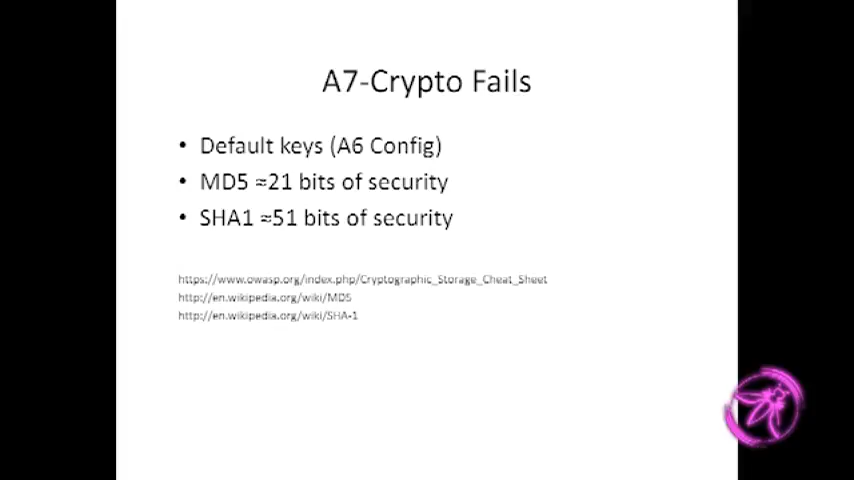 A7-Crypto Fails
• Default keys (A6 Config)
• MD5 ≈21 bits of security
• SHA1 ≈51 bits of security
https://www.owasp.org/index.php/Cryptographic_Storage_Cheat_Sheet
http://en.wikipedia.org/wiki/MD5
http://en.wikipedia.org/wiki/SHA-1